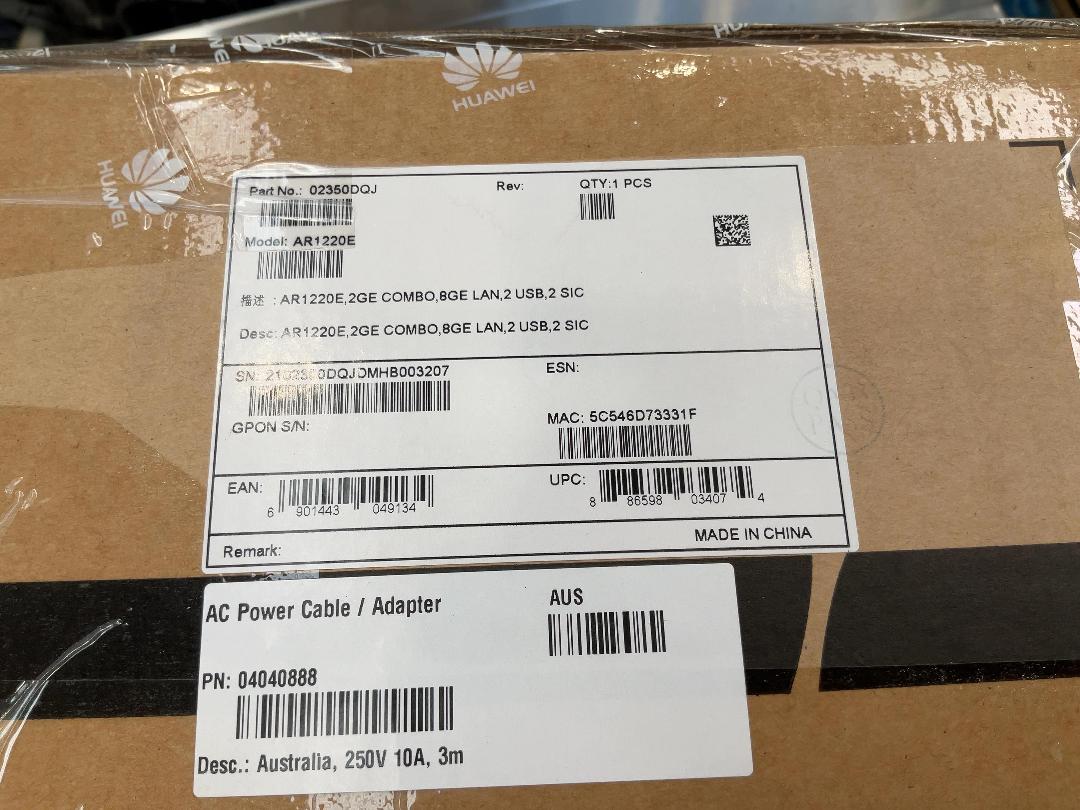 HUAWEI
HUAWEI
Part No.: 02350DQJ
Rev:
QTY:1 PCS
Model: AR1220E
描述 : AR1220E,2GE COMBO,8GE LAN,2 USB,2 SIC
Desc: AR1220E,2GE COMBO,8GE LAN,2 USB,2 SIC
SN:
ESN:
GPON S/N:
MAC: 5C546D73331F
EAN:
6 901443 049134
UPC:
8 86598 03407 4
Remark:
MADE IN CHINA
AC Power Cable / Adapter
AUS
PN: 04040888
Desc.: Australia, 250V 10A, 3m